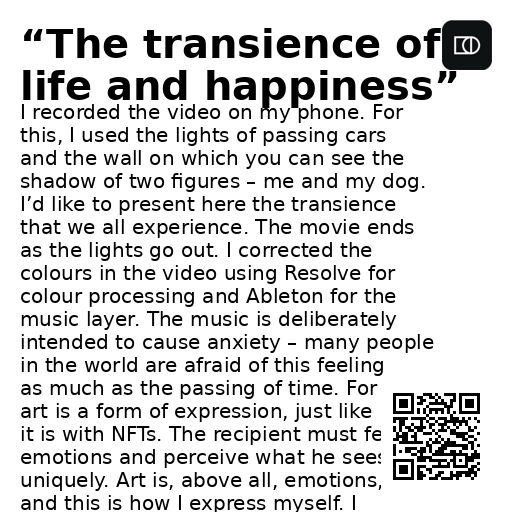 “The transience of
life and happiness”
I recorded the video on my phone. For
this, I used the lights of passing cars
and the wall on which you can see the
shadow of two figures – me and my dog.
I’d like to present here the transience
that we all experience. The movie ends
as the lights go out. I corrected the
colours in the video using Resolve for
colour processing and Ableton for the
music layer. The music is deliberately
intended to cause anxiety – many people
in the world are afraid of this feeling
as much as the passing of time. For
art is a form of expression, just like
it is with NFTs. The recipient must
emotions and perceive what he sees
uniquely. Art is, above all, emotions,
and this is how I express myself. I